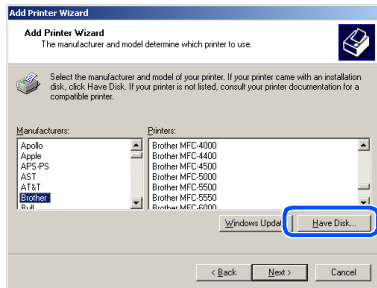 Add Printer Wizard
Add Printer Wizard
The manufacturer and model determine which printer to use.
Select the manufacturer and model of your printer. If your printer came with an installation
disk, click Have Disk. If your printer is not listed, consult your printer documentation for a
compatible printer.
Manufacturers:
Apollo
Apple
APS-PS
AST
AT&T
Brother
Bull
Printers:
Brother MFC-4000
Brother MFC-4400
Brother MFC-4500
Brother MFC-5000
Brother MFC-5500
Brother MFC-5550
Brother MFC-6000
Windows Updat
Have Disk...
< Back
Next >
Cancel